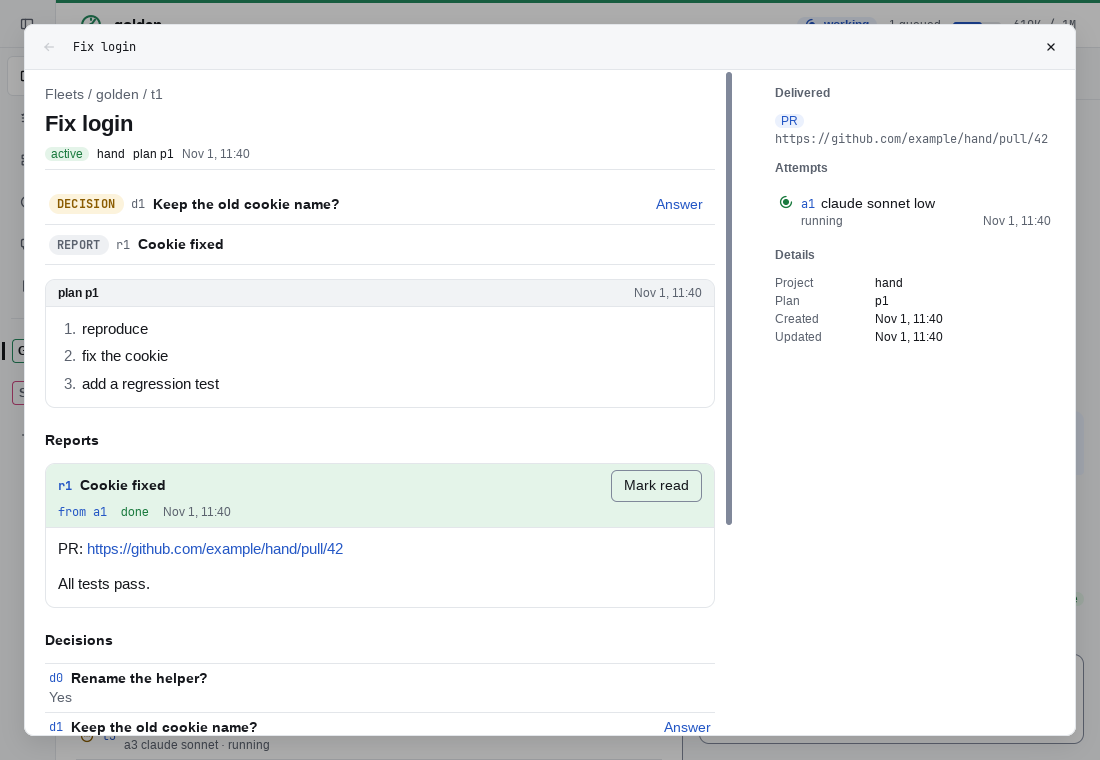 Fix login
Fleets / golden / t1
Fix login
active hand plan p1 Nov 1, 11:40
DECISION d1 Keep the old cookie name? Answer
REPORT r1 Cookie fixed
plan p1 Nov 1, 11:40
1. reproduce
2. fix the cookie
3. add a regression test
Reports
r1 Cookie fixed Mark read
from a1 done Nov 1, 11:40
PR: https://github.com/example/hand/pull/42
All tests pass.
Decisions
d0 Rename the helper?
Yes
d1 Keep the old cookie name? Answer
Delivered
PR
https://github.com/example/hand/pull/42
Attempts
a1 claude sonnet low
running Nov 1, 11:40
Details
Project hand
Plan p1
Created Nov 1, 11:40
Updated Nov 1, 11:40
a3 claude sonnet · running